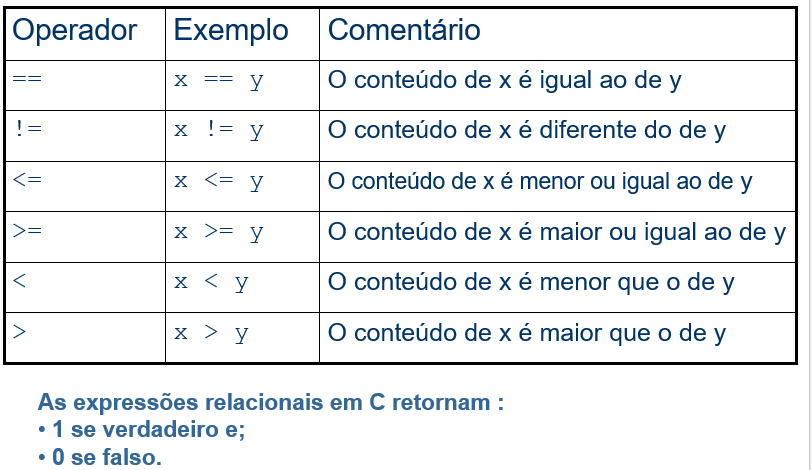 Operador Exemplo Comentário
== x == y O conteúdo de x é igual ao de y
!= x != y O conteúdo de x é diferente do de y
<= x <= y O conteúdo de x é menor ou igual ao de y
>= x >= y O conteúdo de x é maior ou igual ao de y
< x < y O conteúdo de x é menor que o de y
> x > y O conteúdo de x é maior que o de y
As expressões relacionais em C retornam :
• 1 se verdadeiro e;
• 0 se falso.